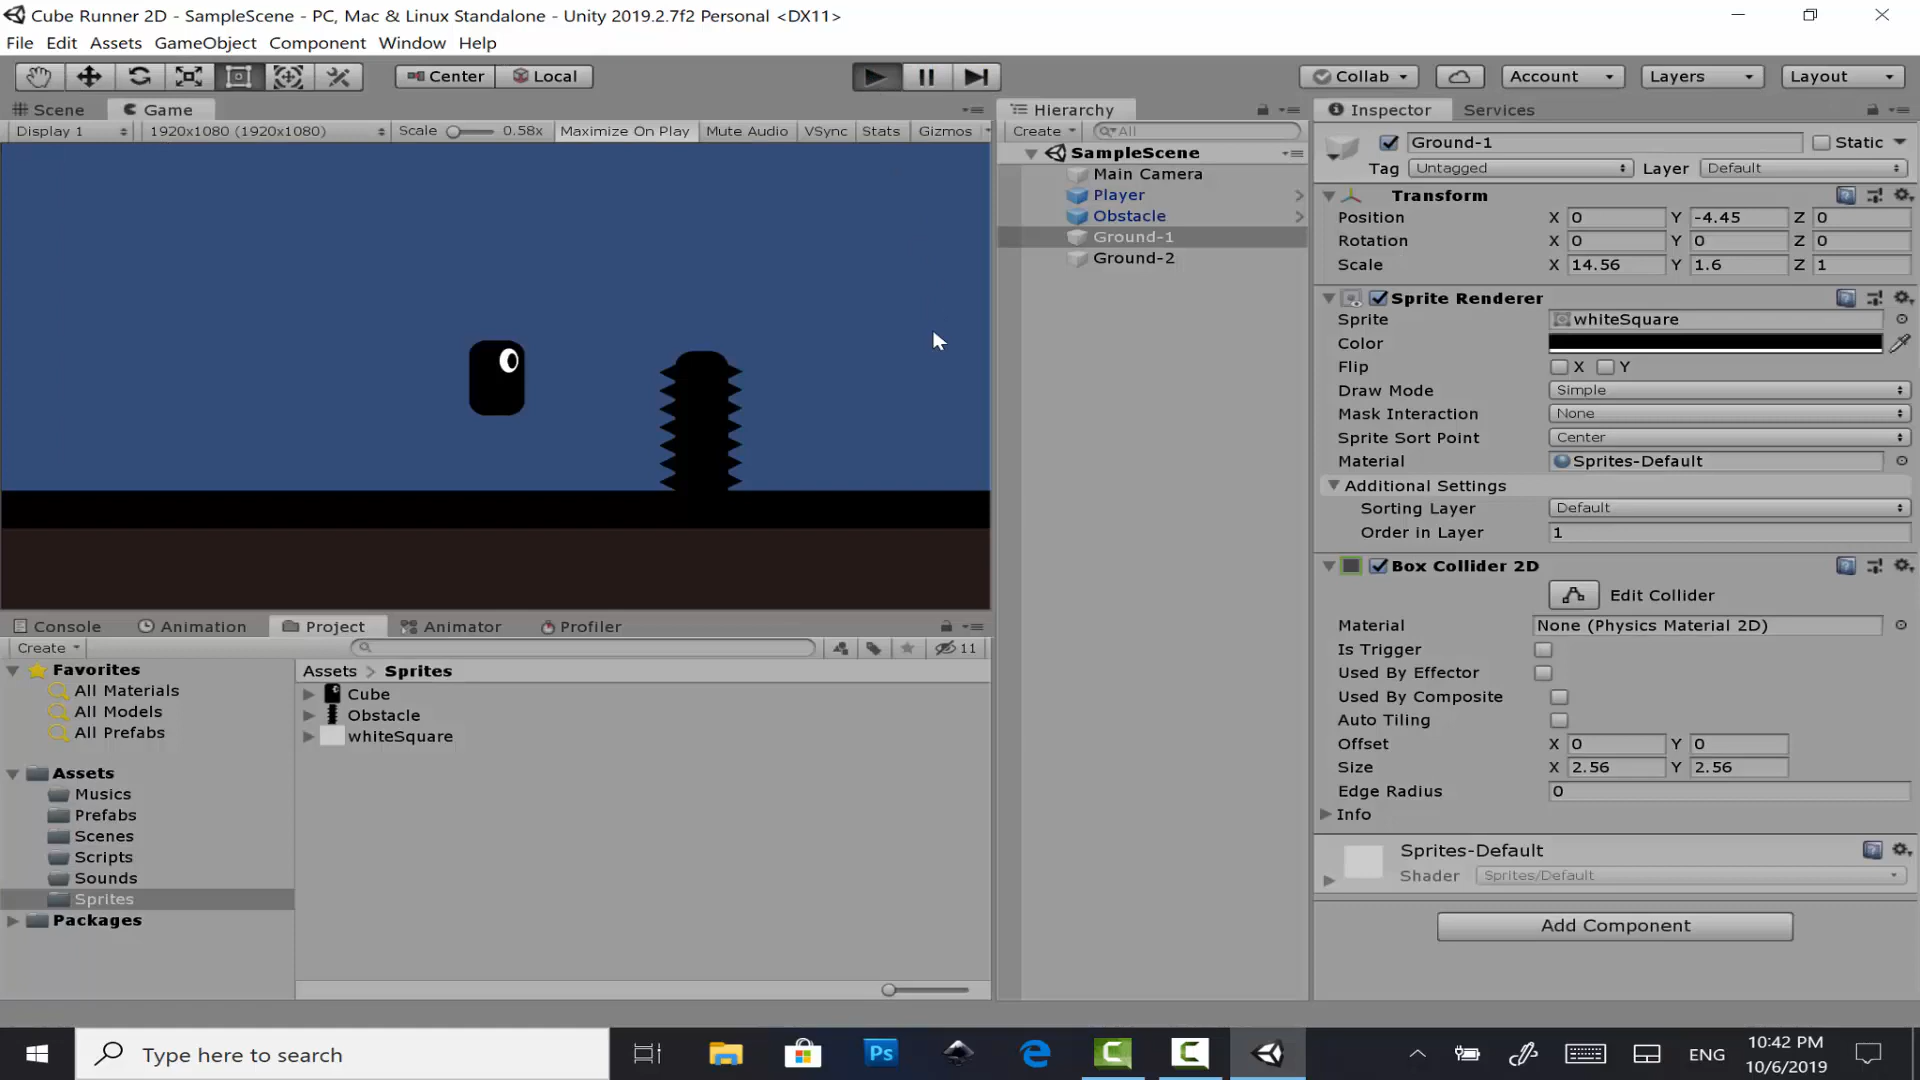 Cube Runner 2D - SampleScene - PC, Mac & Linux Standalone - Unity 2019.2.7f2 Personal <DX11>
File Edit Assets GameObject Component Window Help
Center Local Collab Account Layers Layout
Scene Game Hierarchy Inspector Services
Display 1 1920x1080 (1920x1080) Scale 0.58x Maximize On Play Mute Audio VSync Stats Gizmos Create All
SampleScene
Main Camera
Player
Obstacle
Ground-1
Ground-2
Ground-1 Static
Tag Untagged Layer Default
Transform
Position X 0 Y -4.45 Z 0
Rotation X 0 Y 0 Z 0
Scale X 14.56 Y 1.6 Z 1
Sprite Renderer
Sprite whiteSquare
Color
Flip X Y
Draw Mode Simple
Mask Interaction None
Sprite Sort Point Center
Material Sprites-Default
Additional Settings
Sorting Layer Default
Order in Layer 1
Box Collider 2D
Edit Collider
Material None (Physics Material 2D)
Is Trigger
Used By Effector
Used By Composite
Auto Tiling
Offset X 0 Y 0
Size X 2.56 Y 2.56
Edge Radius 0
Info
Sprites-Default
Shader Sprites/Default
Add Component
Console Animation Project Animator Profiler
Create 11
Favorites
All Materials
All Models
All Prefabs
Assets
Musics
Prefabs
Scenes
Scripts
Sounds
Sprites
Packages
Assets > Sprites
Cube
Obstacle
whiteSquare
Type here to search
Ps
ENG
10:42 PM
10/6/2019